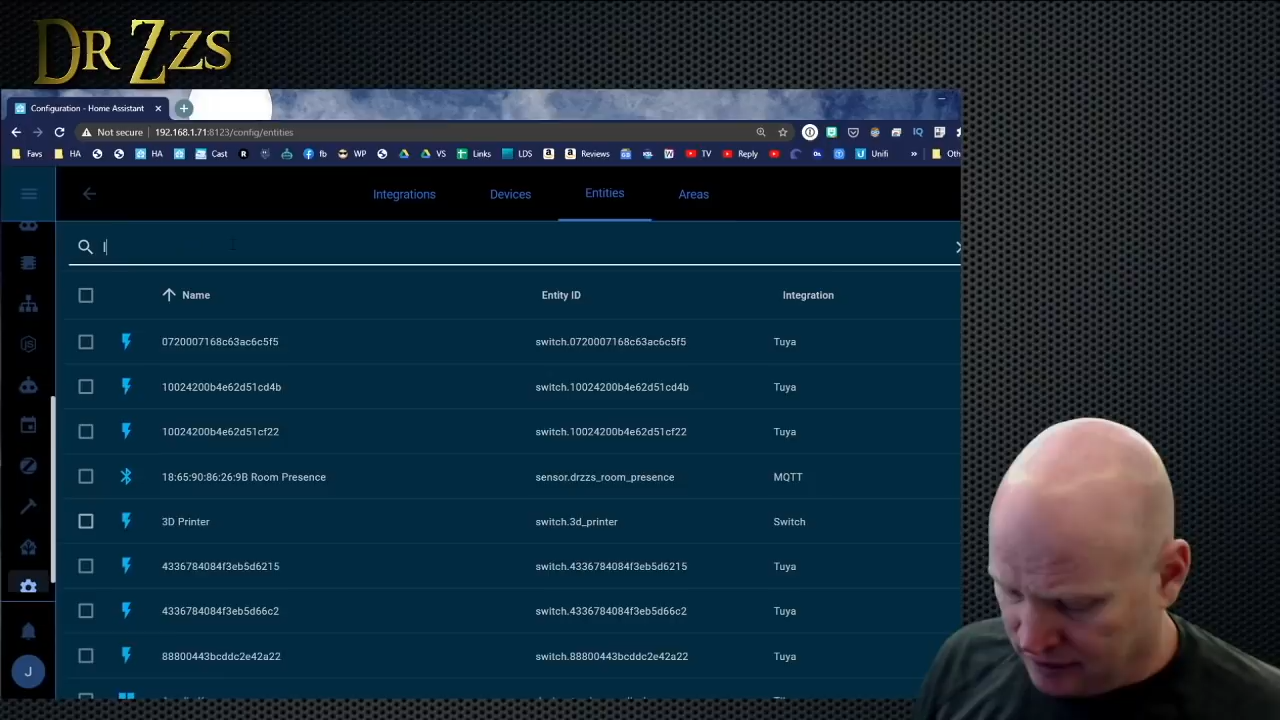 DR ZZS
Configuration - Home Assistant
Not secure 192.168.1.71:8123/config/entities
Favs HA HA Cast fb WP VS Links LDS Reviews TV Reply Unifi » Oth
Integrations Devices Entities Areas
l
Name Entity ID Integration
0720007168c63ac6c5f5 switch.0720007168c63ac6c5f5 Tuya
10024200b4e62d51cd4b switch.10024200b4e62d51cd4b Tuya
10024200b4e62d51cf22 switch.10024200b4e62d51cf22 Tuya
18:65:90:86:26:9B Room Presence sensor.drzzs_room_presence MQTT
3D Printer switch.3d_printer Switch
4336784084f3eb5d6215 switch.4336784084f3eb5d6215 Tuya
4336784084f3eb5d66c2 switch.4336784084f3eb5d66c2 Tuya
88800443bcddc2e42a22 switch.88800443bcddc2e42a22 Tuya
J